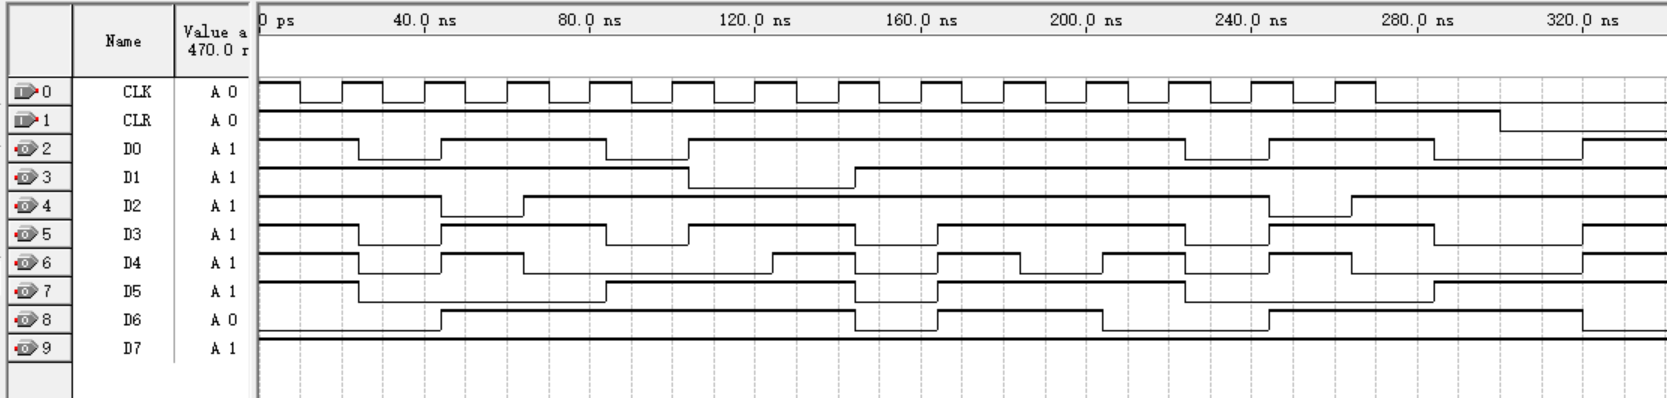 Name
Value a
470.0 r
0 ps
40.0 ns
80.0 ns
120.0 ns
160.0 ns
200.0 ns
240.0 ns
280.0 ns
320.0 ns
0 CLK A 0
1 CLR A 0
2 D0 A 1
3 D1 A 1
4 D2 A 1
5 D3 A 1
6 D4 A 1
7 D5 A 1
8 D6 A 0
9 D7 A 1